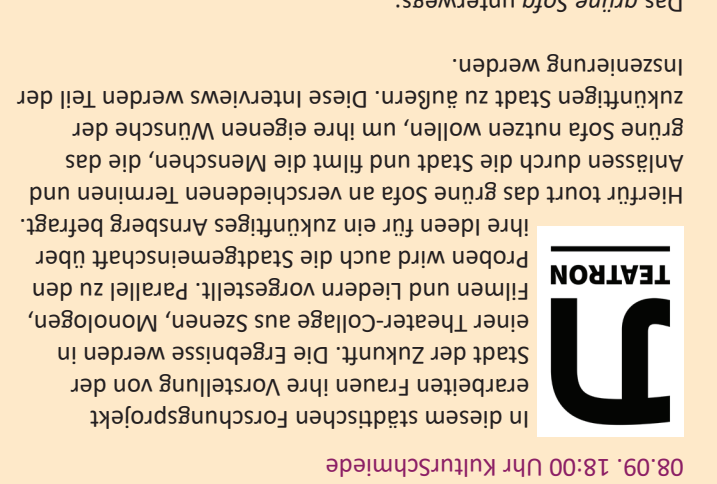 08.09. 18:00 Uhr KulturSchmiede
In diesem städtischen Forschungsprojekt
erarbeiten Frauen ihre Vorstellung von der
Stadt der Zukunft. Die Ergebnisse werden in
einer Theater-Collage aus Szenen, Monologen,
Filmen und Liedern vorgestellt. Parallel zu den
Proben wird auch die Stadtgemeinschaft über
ihre Ideen für ein zukünftiges Arnsberg befragt.
TEATRON
Hierfür tourt das grüne Sofa an verschiedenen Terminen und
Anlässen durch die Stadt und filmt die Menschen, die das
grüne Sofa nutzen wollen, um ihre eigenen Wünsche der
zukünftigen Stadt zu äußern. Diese Interviews werden Teil der
Inszenierung werden.
Das grüne Sofa unterwegs: